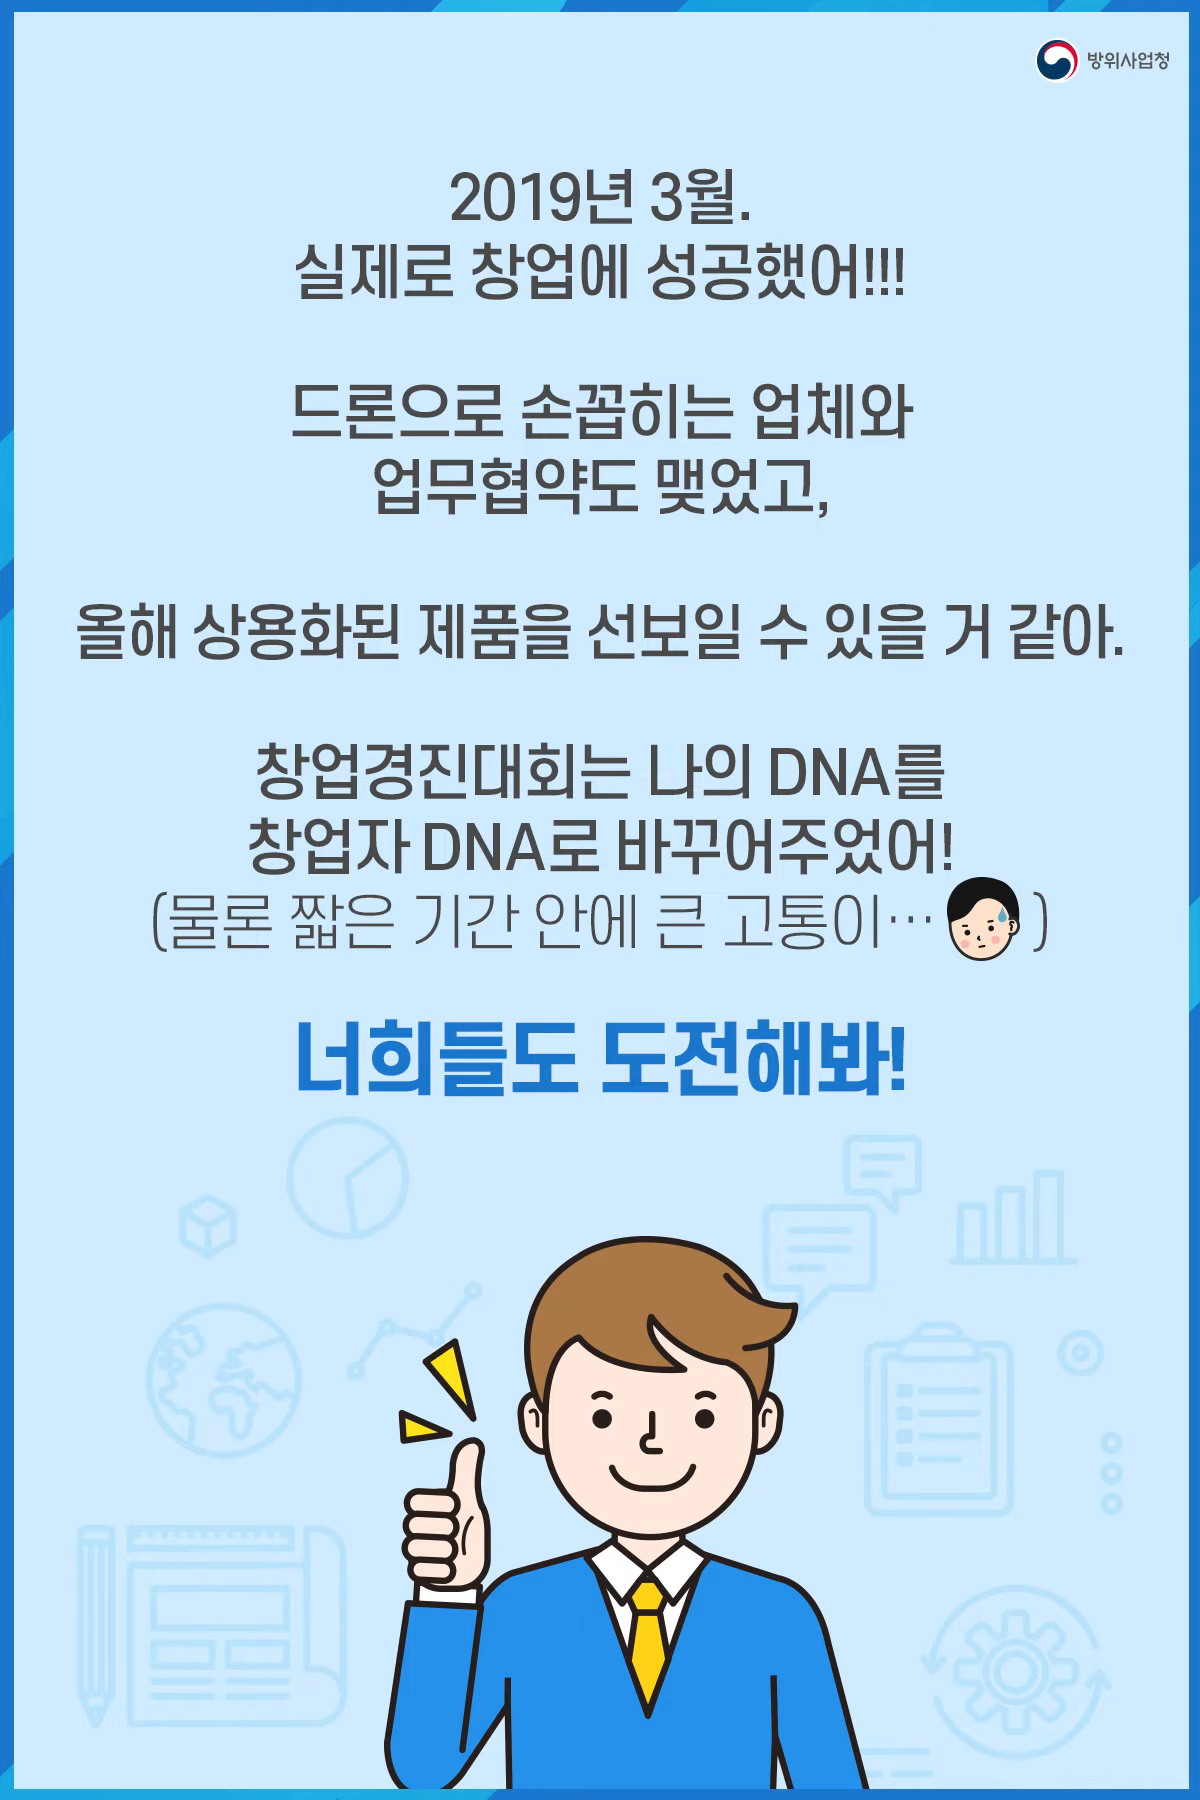 방위사업청
2019년 3월.
실제로 창업에 성공했어!!!
드론으로 손꼽히는 업체와
업무협약도 맺었고,
올해 상용화된 제품을 선보일 수 있을 거 같아.
창업경진대회는 나의 DNA를
창업자 DNA로 바꾸어주었어!
(물론 짧은 기간 안에 큰 고통이… )
너희들도 도전해봐!